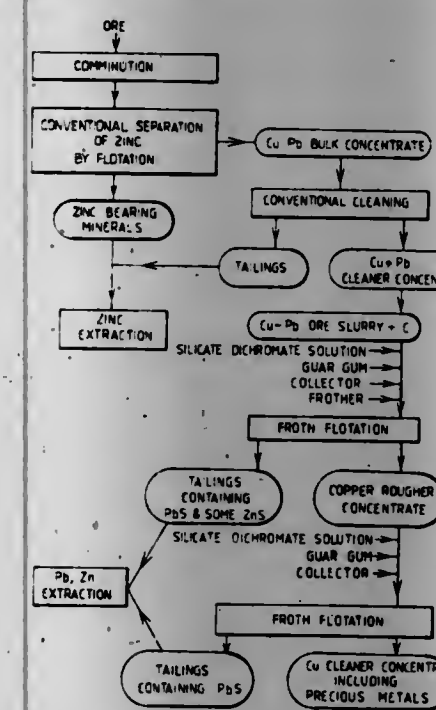 ORE
COMMINUTION
CONVENTIONAL SEPARATION
OF ZINC
BY FLOTATION
Cu Pb BULK CONCENTRATE
CONVENTIONAL CLEANING
ZINC BEARING
MINERALS
TAILINGS
Cu+Pb
CLEANER CONCEN
ZINC
EXTRACTION
Cu-Pb ORE SLURRY + C
SILICATE DICHROMATE SOLUTION
GUAR GUM
COLLECTOR
FROTHER
FROTH FLOTATION
TAILINGS
CONTAINING
PbS & SOME ZnS
COPPER ROUGHER
CONCENTRATE
SILICATE DICHROMATE SOLUTION
GUAR GUM
COLLECTOR
Pb, Zn
EXTRACTION
FROTH FLOTATION
TAILINGS
CONTAINING PbS
Cu CLEANER CONCENTR
INCLUDING
PRECIOUS METALS